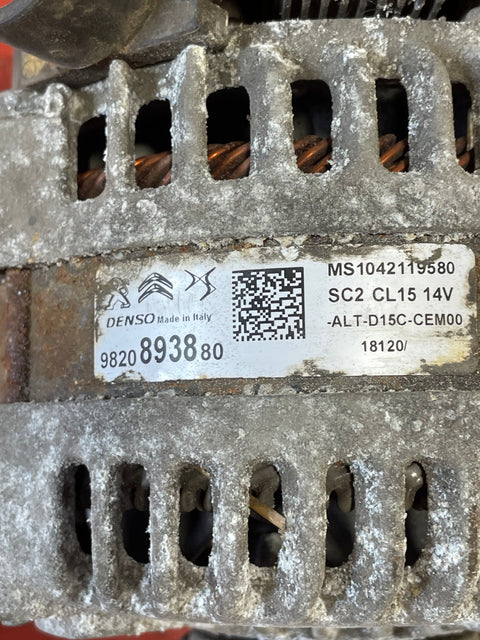 DENSO Made in Italy
9820893880
MS1042119580
SC2 CL15 14V
-ALT-D15C-CEM00
18120/